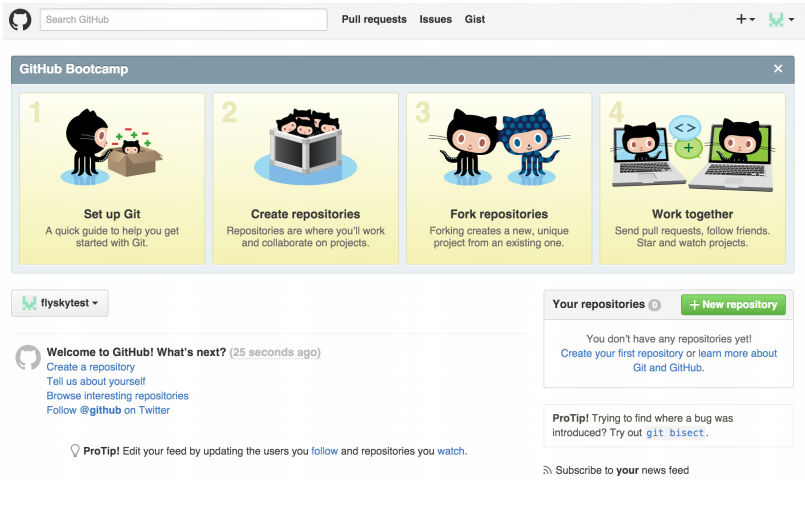 Search GitHub
Pull requests Issues Gist
GitHub Bootcamp
1
Set up Git
A quick guide to help you get
started with Git.
2
Create repositories
Repositories are where you'll work
and collaborate on projects.
3
Fork repositories
Forking creates a new, unique
project from an existing one.
4
Work together
Send pull requests, follow friends.
Star and watch projects.
flyskytest
Welcome to GitHub! What's next? (25 seconds ago)
Create a repository
Tell us about yourself
Browse interesting repositories
Follow @github on Twitter
ProTip! Edit your feed by updating the users you follow and repositories you watch.
Your repositories 0
+ New repository
You don't have any repositories yet!
Create your first repository or learn more about
Git and GitHub.
ProTip! Trying to find where a bug was
introduced? Try out git bisect.
Subscribe to your news feed